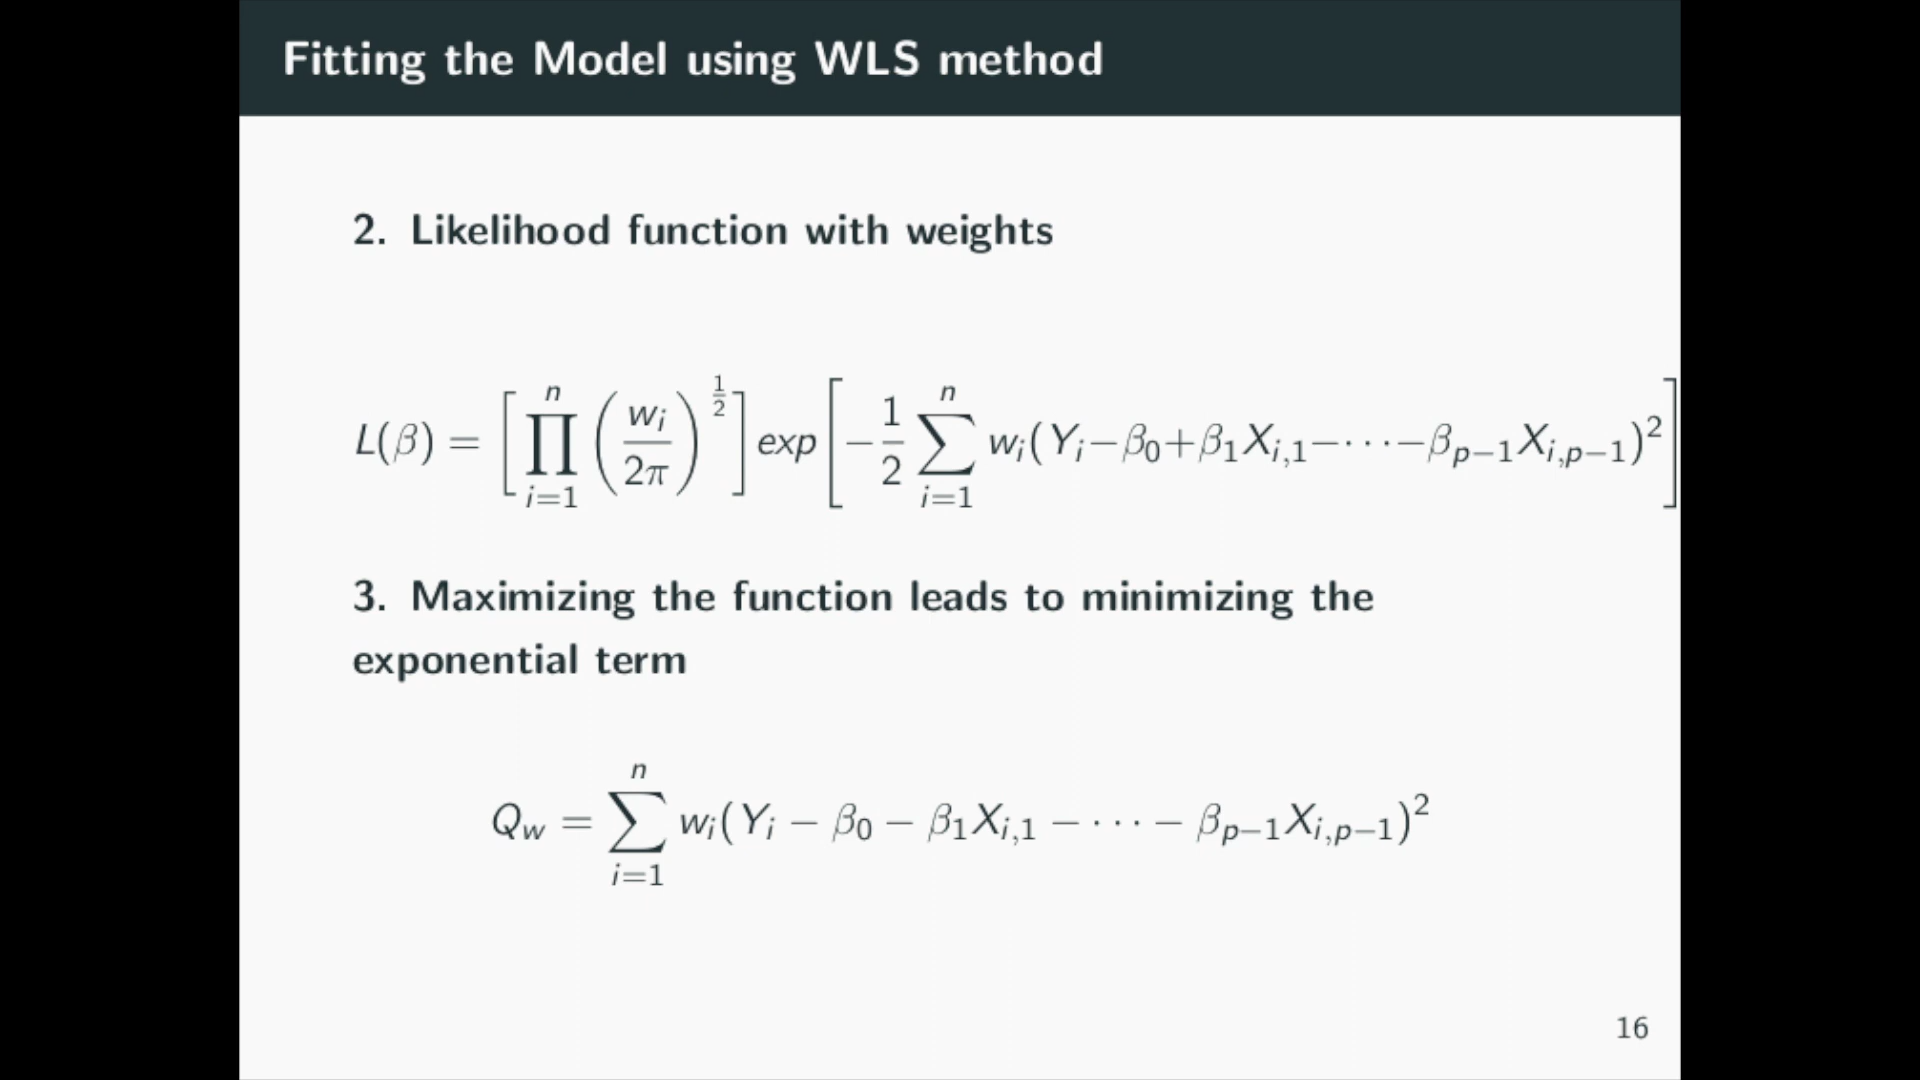 Fitting the Model using WLS method
2. Likelihood function with weights
L(β) = [∏_{i=1}^{n} (w_i/2π)^{1/2}] exp[−1/2 ∑_{i=1}^{n} w_i(Y_i−β_0+β_1X_{i,1}−···−β_{p−1}X_{i,p−1})^2]
3. Maximizing the function leads to minimizing the
exponential term
Q_w = ∑_{i=1}^{n} w_i(Y_i − β_0 − β_1X_{i,1} − ··· − β_{p−1}X_{i,p−1})^2
16